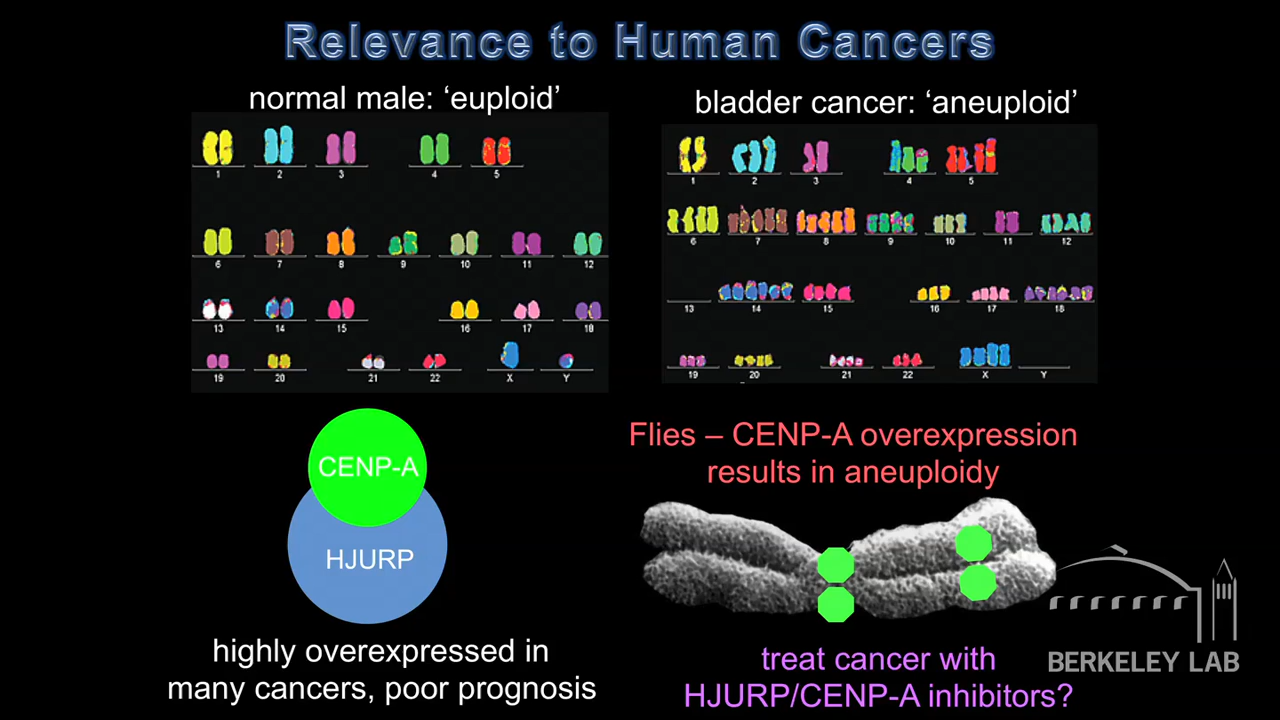 Relevance to Human Cancers
normal male: ‘euploid’
bladder cancer: ‘aneuploid’
1 2 3 4 5
6 7 8 9 10 11 12
13 14 15 16 17 18
19 20 21 22 X Y
1 2 3 4 5
6 7 8 9 10 11 12
13 14 15 16 17 18
19 20 21 22 X Y
CENP-A
HJURP
highly overexpressed in
many cancers, poor prognosis
Flies – CENP-A overexpression
results in aneuploidy
treat cancer with
HJURP/CENP-A inhibitors?
BERKELEY LAB